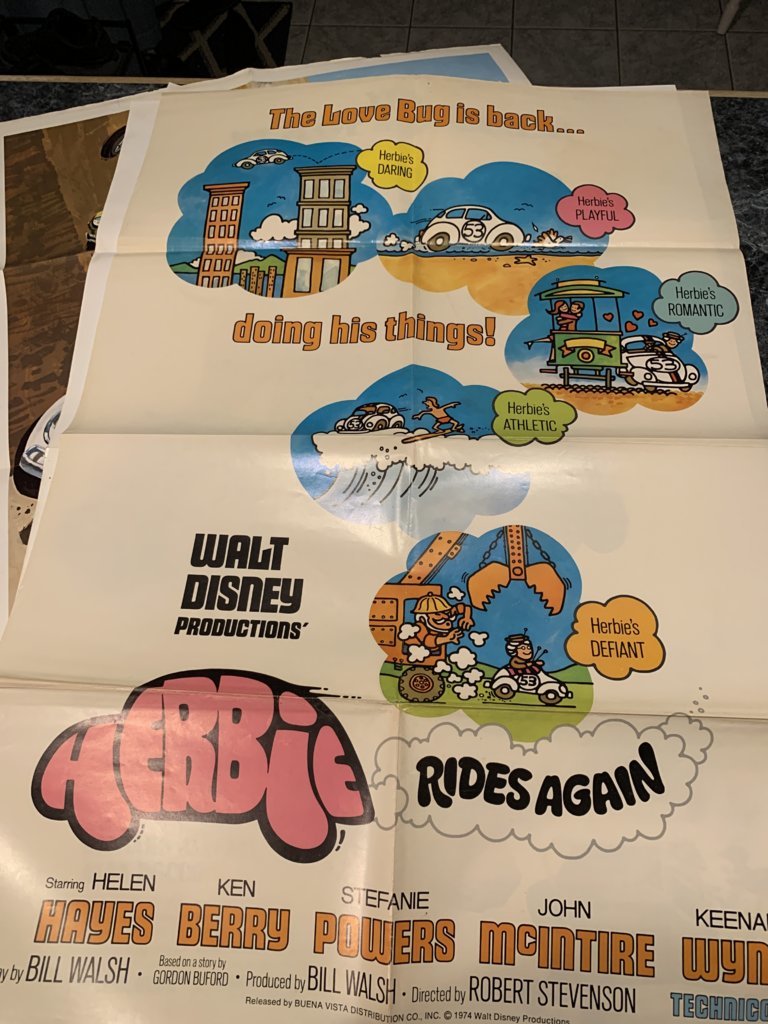 The Love Bug is back...
Herbie's
DARING
Herbie's
PLAYFUL
53
Herbie's
ROMANTIC
53
doing his things!
Herbie's
ATHLETIC
WALT
DISNEY
PRODUCTIONS'
Herbie's
DEFIANT
53
HERBIE
RIDES AGAIN
Starring HELEN HAYES
KEN BERRY
STEFANIE POWERS
JOHN McINTIRE
by BILL WALSH • Based on a story by GORDON BUFORD • Produced by BILL WALSH • Directed by ROBERT STEVENSON
Released by BUENA VISTA DISTRIBUTION CO., INC. © 1974 Walt Disney Productions